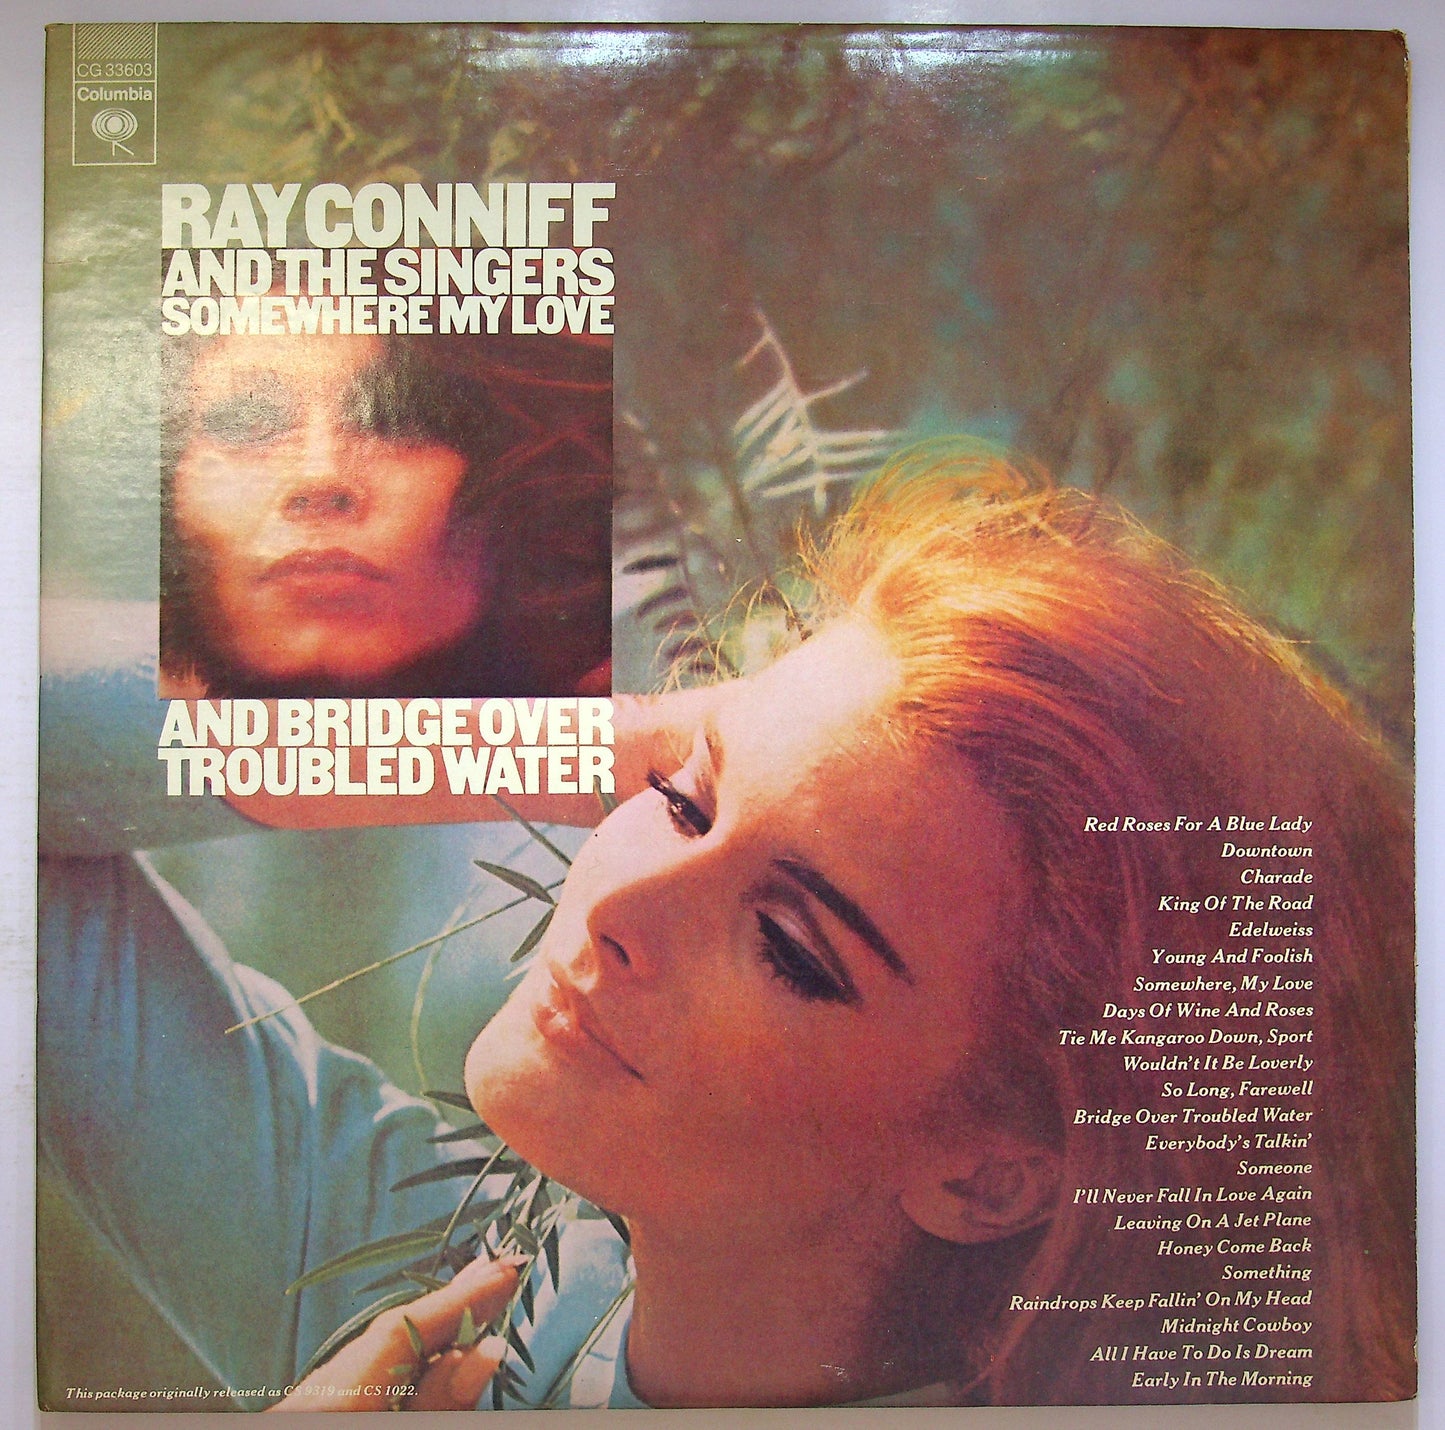 CG 33603
Columbia
RAY CONNIFF
AND THE SINGERS
SOMEWHERE MY LOVE
AND BRIDGE OVER
TROUBLED WATER
Red Roses For A Blue Lady
Downtown
Charade
King Of The Road
Edelweiss
Young And Foolish
Somewhere, My Love
Days Of Wine And Roses
Tie Me Kangaroo Down, Sport
Wouldn't It Be Loverly
So Long, Farewell
Bridge Over Troubled Water
Everybody's Talkin'
Someone
I'll Never Fall In Love Again
Leaving On A Jet Plane
Honey Come Back
Something
Raindrops Keep Fallin' On My Head
Midnight Cowboy
All I Have To Do Is Dream
Early In The Morning
This package originally released as CS 9319 and CS 1022.